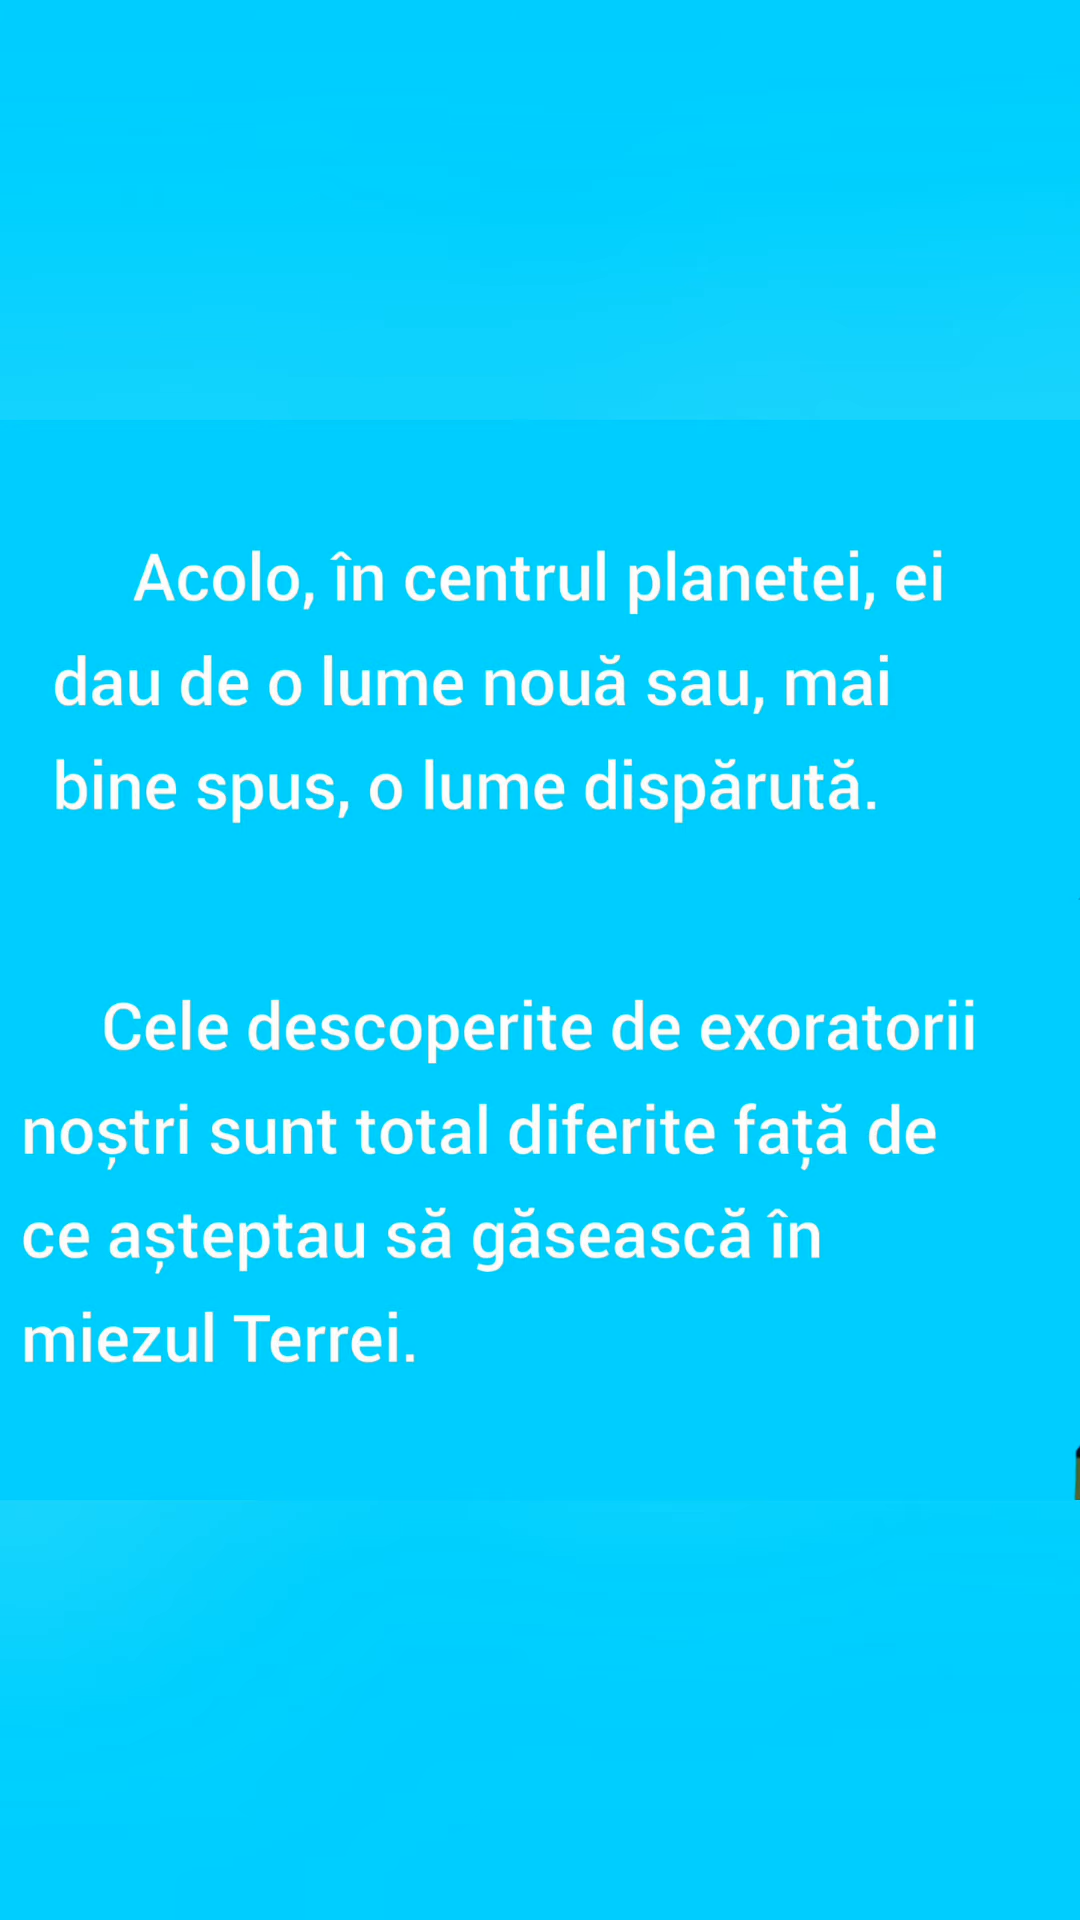 Acolo, în centrul planetei, ei
dau de o lume nouă sau, mai
bine spus, o lume dispărută.
Cele descoperite de exoratorii
noștri sunt total diferite față de
ce așteptau să găsească în
miezul Terrei.